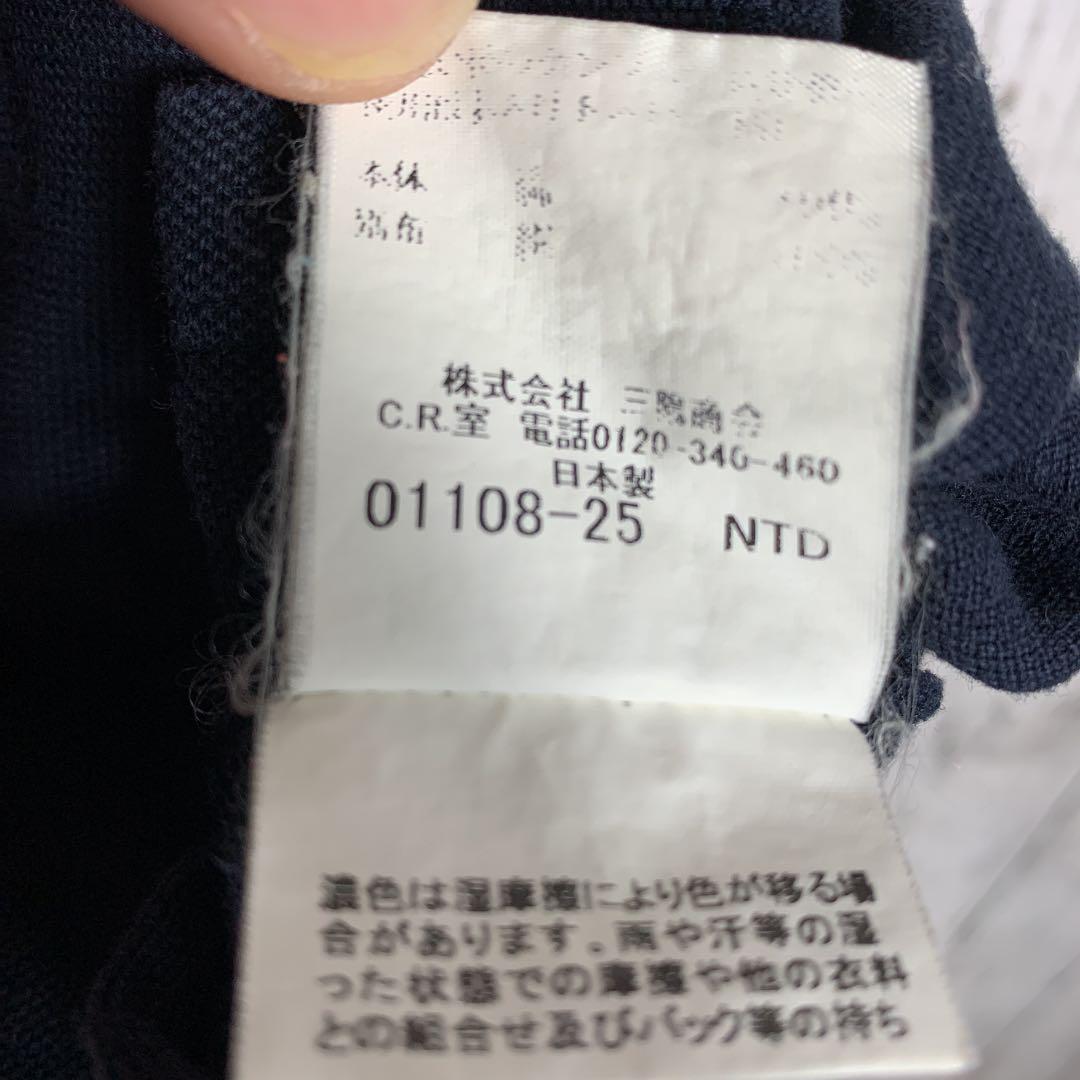 本体 綿
別布 綿
株式会社 三陽商会
C.R.室 電話0120-340-460
日本製
01108-25 NTD
濃色は湿摩擦により色が移る場
合があります。雨や汗等の湿
った状態での摩擦や他の衣料
との組合せ及びバック等の持ち